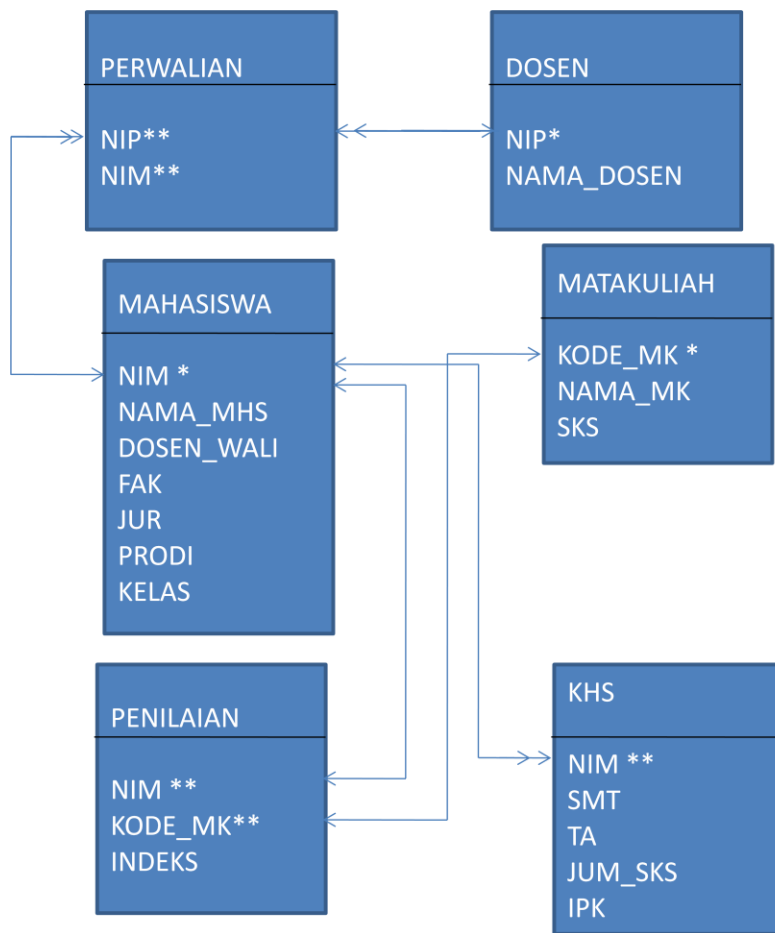 PERWALIAN
NIP**
NIM**
DOSEN
NIP*
NAMA_DOSEN
MAHASISWA
NIM *
NAMA_MHS
DOSEN_WALI
FAK
JUR
PRODI
KELAS
MATAKULIAH
KODE_MK *
NAMA_MK
SKS
PENILAIAN
NIM **
KODE_MK**
INDEKS
KHS
NIM **
SMT
TA
JUM_SKS
IPK